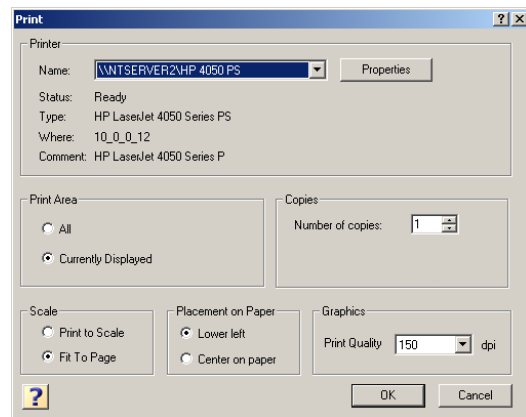 Print
Printer
Name: \\NTSERVER2\HP 4050 PS Properties
Status: Ready
Type: HP LaserJet 4050 Series PS
Where: 10_0_0_12
Comment: HP LaserJet 4050 Series P
Print Area
All
Currently Displayed
Copies
Number of copies: 1
Scale
Print to Scale
Fit To Page
Placement on Paper
Lower left
Center on paper
Graphics
Print Quality 150 dpi
? OK Cancel